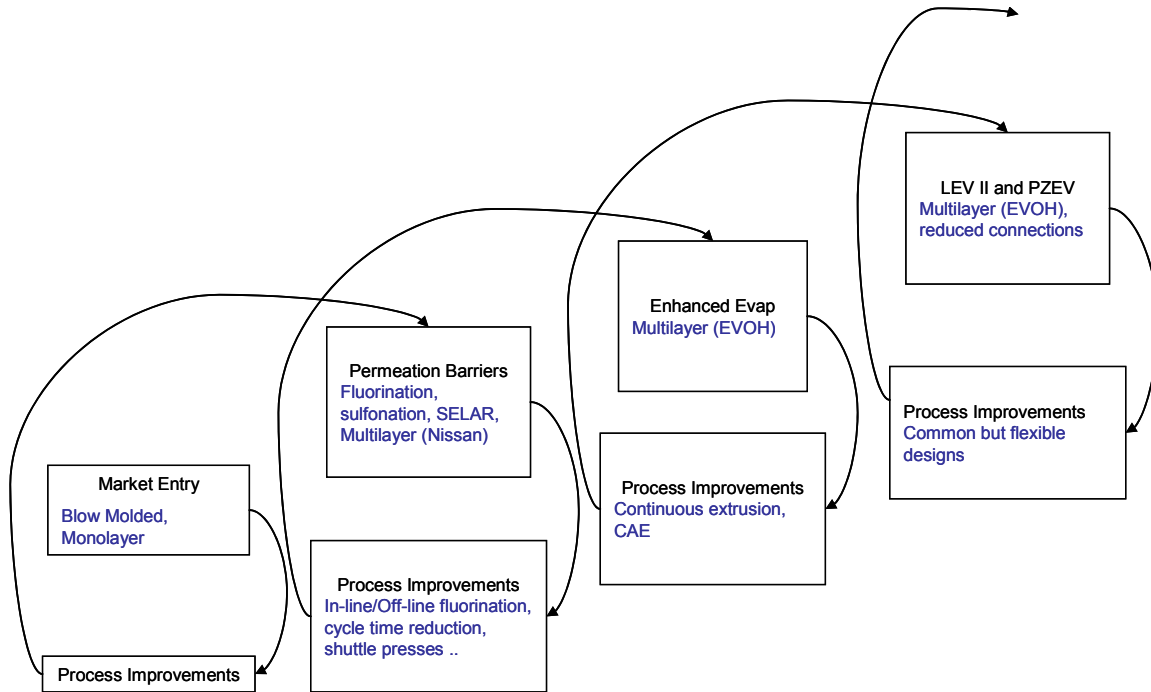 LEV II and PZEV
Multilayer (EVOH),
reduced connections
Enhanced Evap
Multilayer (EVOH)
Permeation Barriers
Fluorination,
sulfonation, SELAR,
Multilayer (Nissan)
Process Improvements
Common but flexible
designs
Market Entry
Blow Molded,
Monolayer
Process Improvements
Continuous extrusion,
CAE
Process Improvements
In-line/Off-line fluorination,
cycle time reduction,
shuttle presses ..
Process Improvements